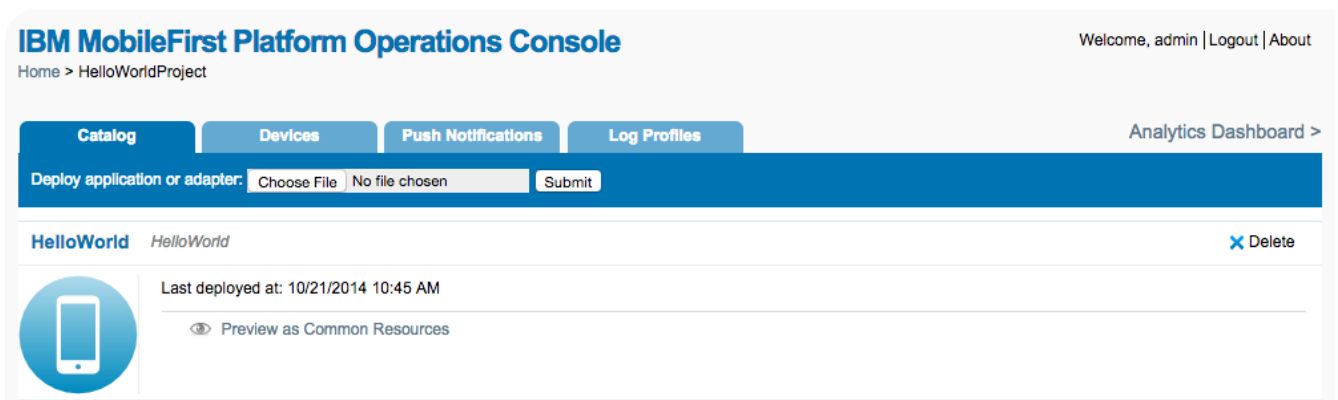 IBM MobileFirst Platform Operations Console
Welcome, admin | Logout | About
Home > HelloWorldProject
Catalog
Devices
Push Notifications
Log Profiles
Analytics Dashboard >
Deploy application or adapter: Choose File No file chosen Submit
HelloWorld HelloWorld
Delete
Last deployed at: 10/21/2014 10:45 AM
Preview as Common Resources